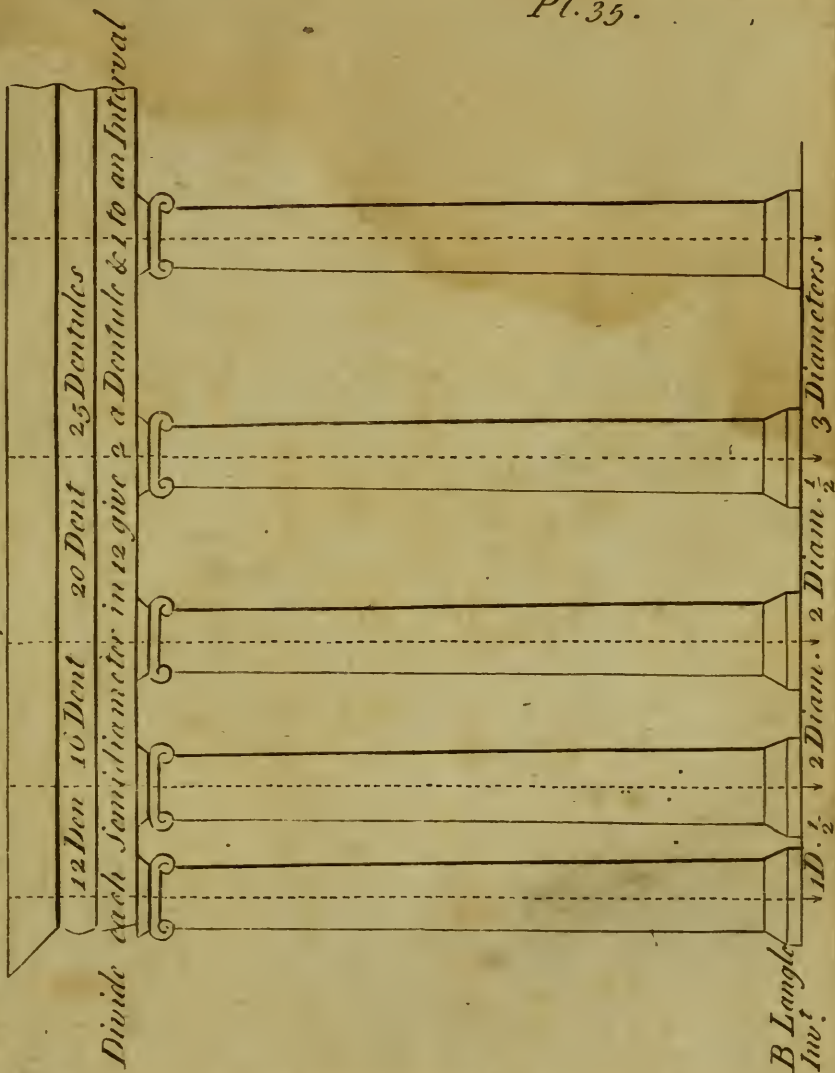 Pl. 35.
12 Den 16 Dent 20 Dent 25 Dentules
Divide each Semidiameter in 12 give 2 a Dentule & 1 to an Interval
1 D. 1/2 2 Diam. 2 Diam. 1/2 3 Diameters.
B Langle
Inv.t